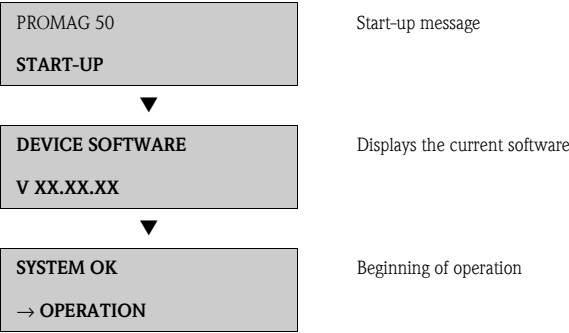 PROMAG 50 Start-up message
START-UP
▼
DEVICE SOFTWARE Displays the current software
V XX.XX.XX
▼
SYSTEM OK Beginning of operation
→ OPERATION